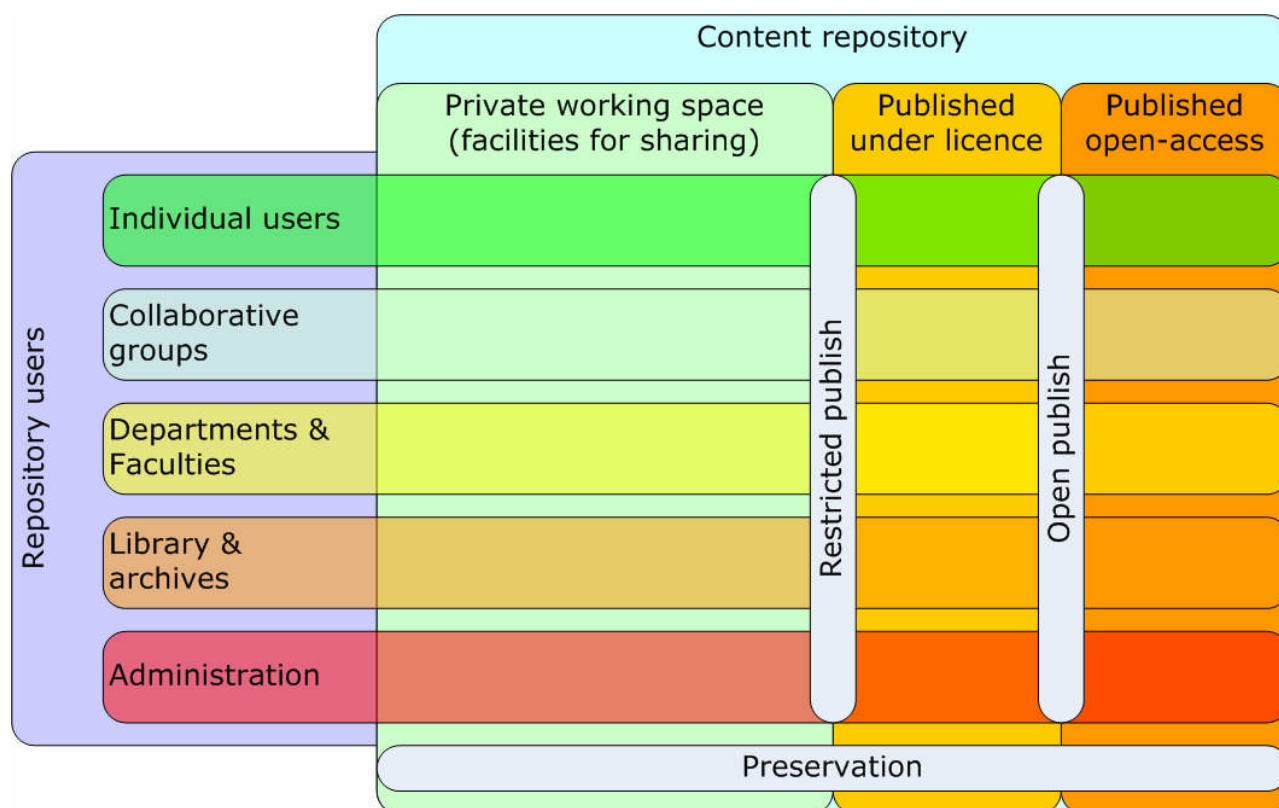 Content repository
Private working space
(facilities for sharing)
Published
under licence
Published
open-access
Repository users
Individual users
Collaborative
groups
Departments &
Faculties
Library &
archives
Administration
Restricted publish
Open publish
Preservation